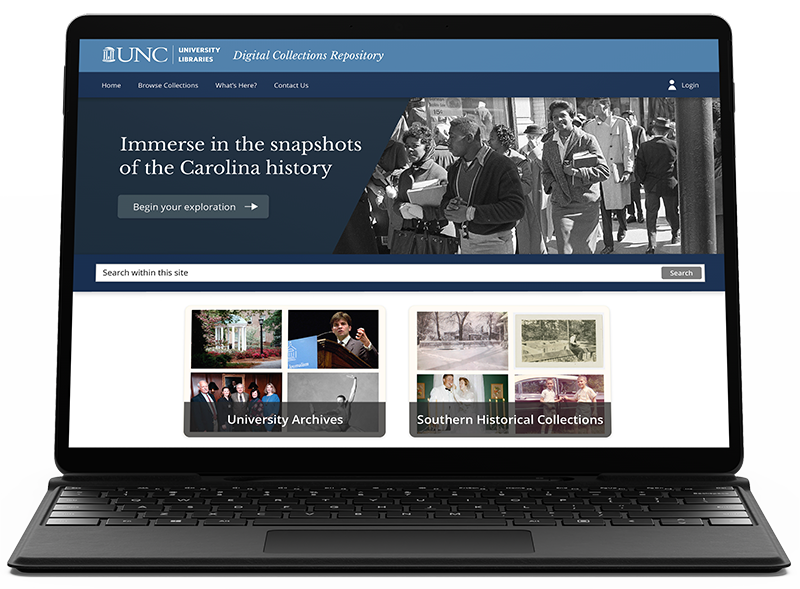 UNC
UNIVERSITY
LIBRARIES
Digital Collections Repository
Home Browse Collections What's Here? Contact Us Login
Immerse in the snapshots
of the Carolina history
Begin your exploration
Search within this site Search
University Archives Southern Historical Collections